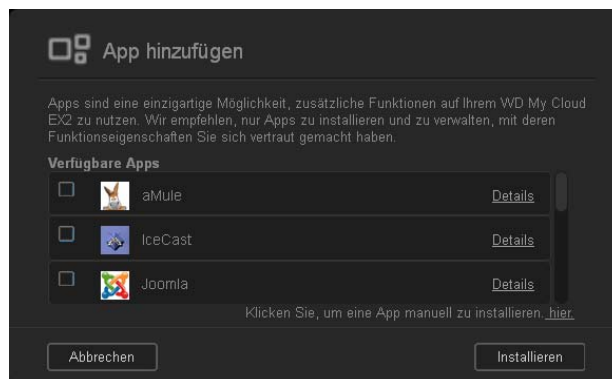 App hinzufügen
Apps sind eine einzigartige Möglichkeit, zusätzliche Funktionen auf Ihrem WD My Cloud
EX2 zu nutzen. Wir empfehlen, nur Apps zu installieren und zu verwalten, mit deren
Funktionseigenschaften Sie sich vertraut gemacht haben.
Verfügbare Apps
aMule Details
IceCast Details
Joomla Details
Klicken Sie, um eine App manuell zu installieren. hier.
Abbrechen Installieren